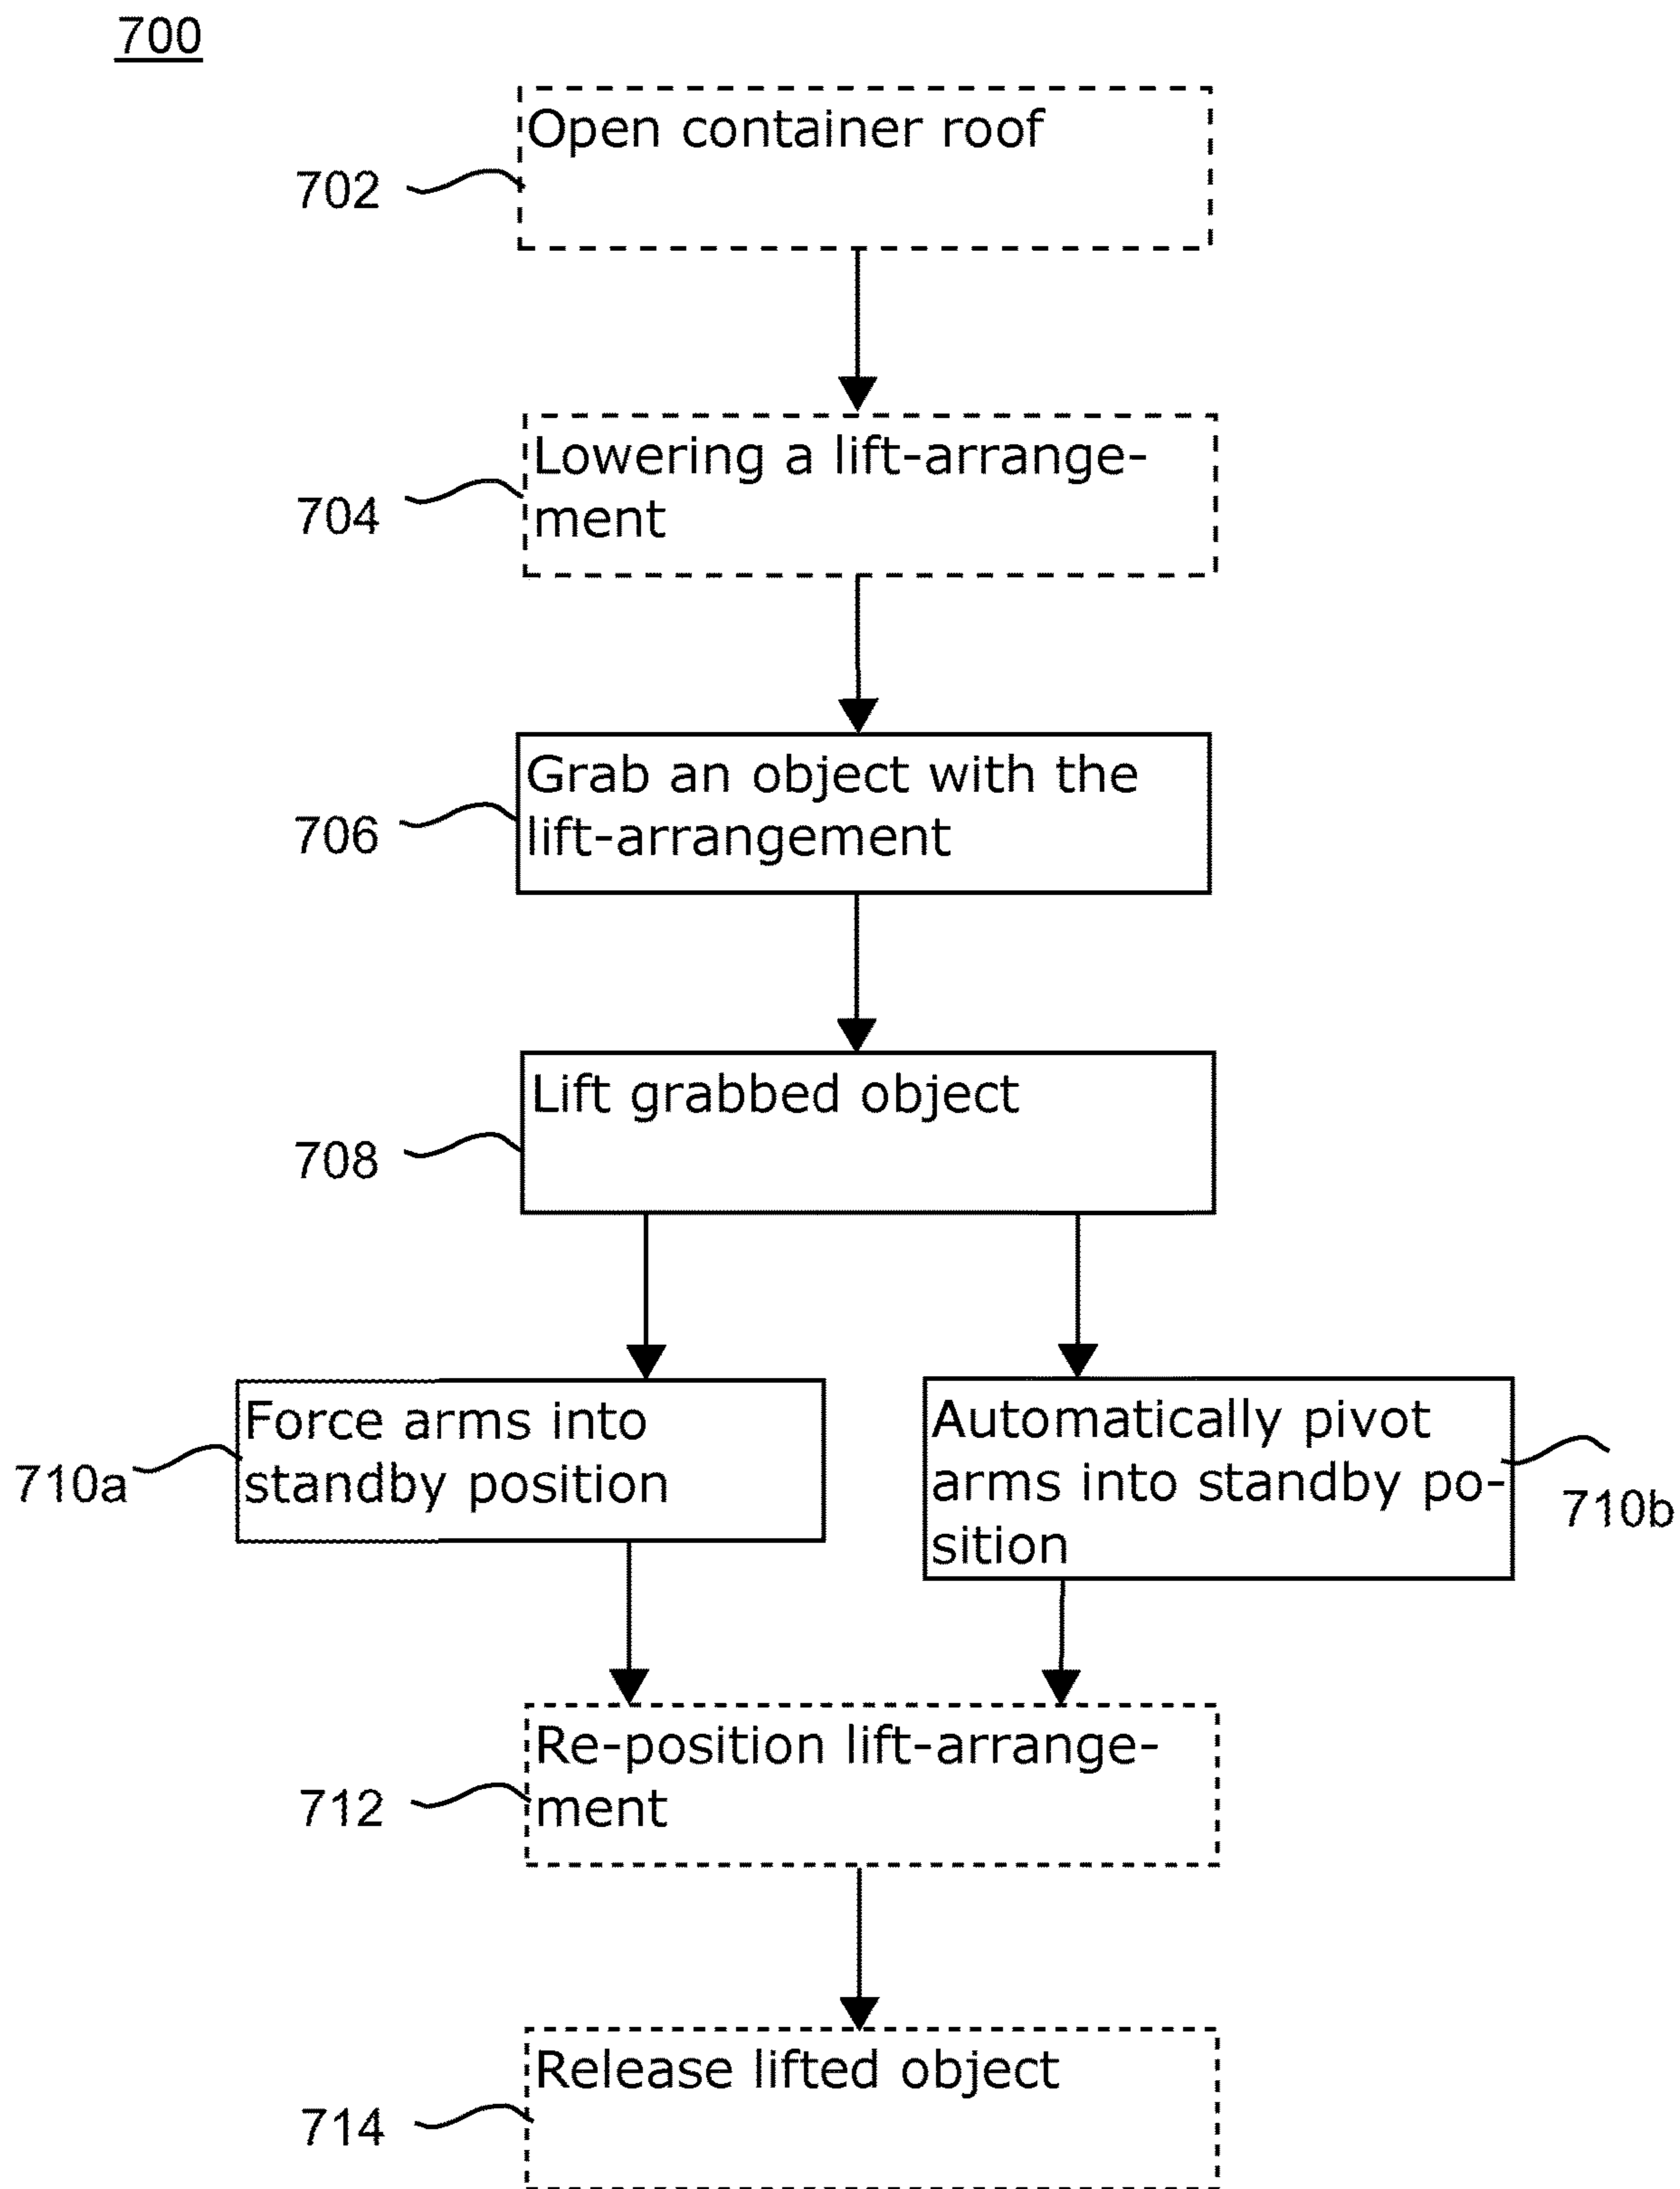 700
Open container roof
702
Lowering a lift-arrange-
ment
704
Grab an object with the
lift-arrangement
706
Lift grabbed object
708
Force arms into
standby position
710a
Automatically pivot
arms into standby po-
sition
710b
Re-position lift-arrange-
ment
712
Release lifted object
714